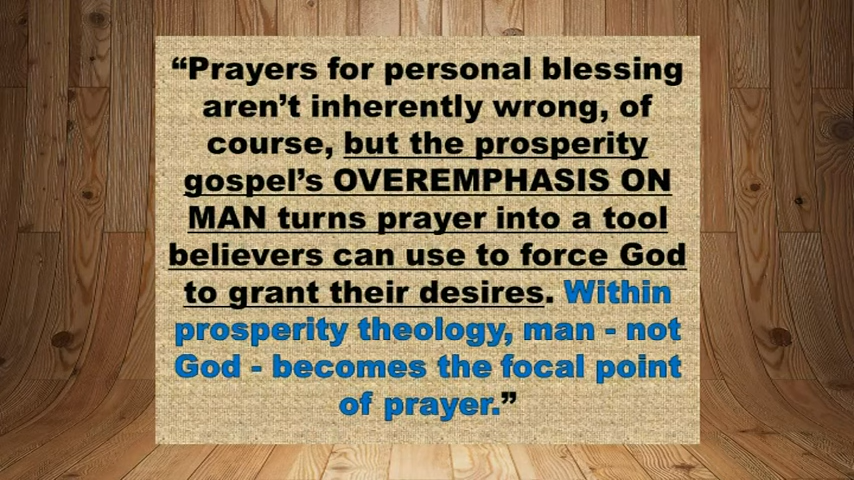 “Prayers for personal blessing
aren’t inherently wrong, of
course, but the prosperity
gospel’s OVEREMPHASIS ON
MAN turns prayer into a tool
believers can use to force God
to grant their desires. Within
prosperity theology, man - not
God - becomes the focal point
of prayer.”